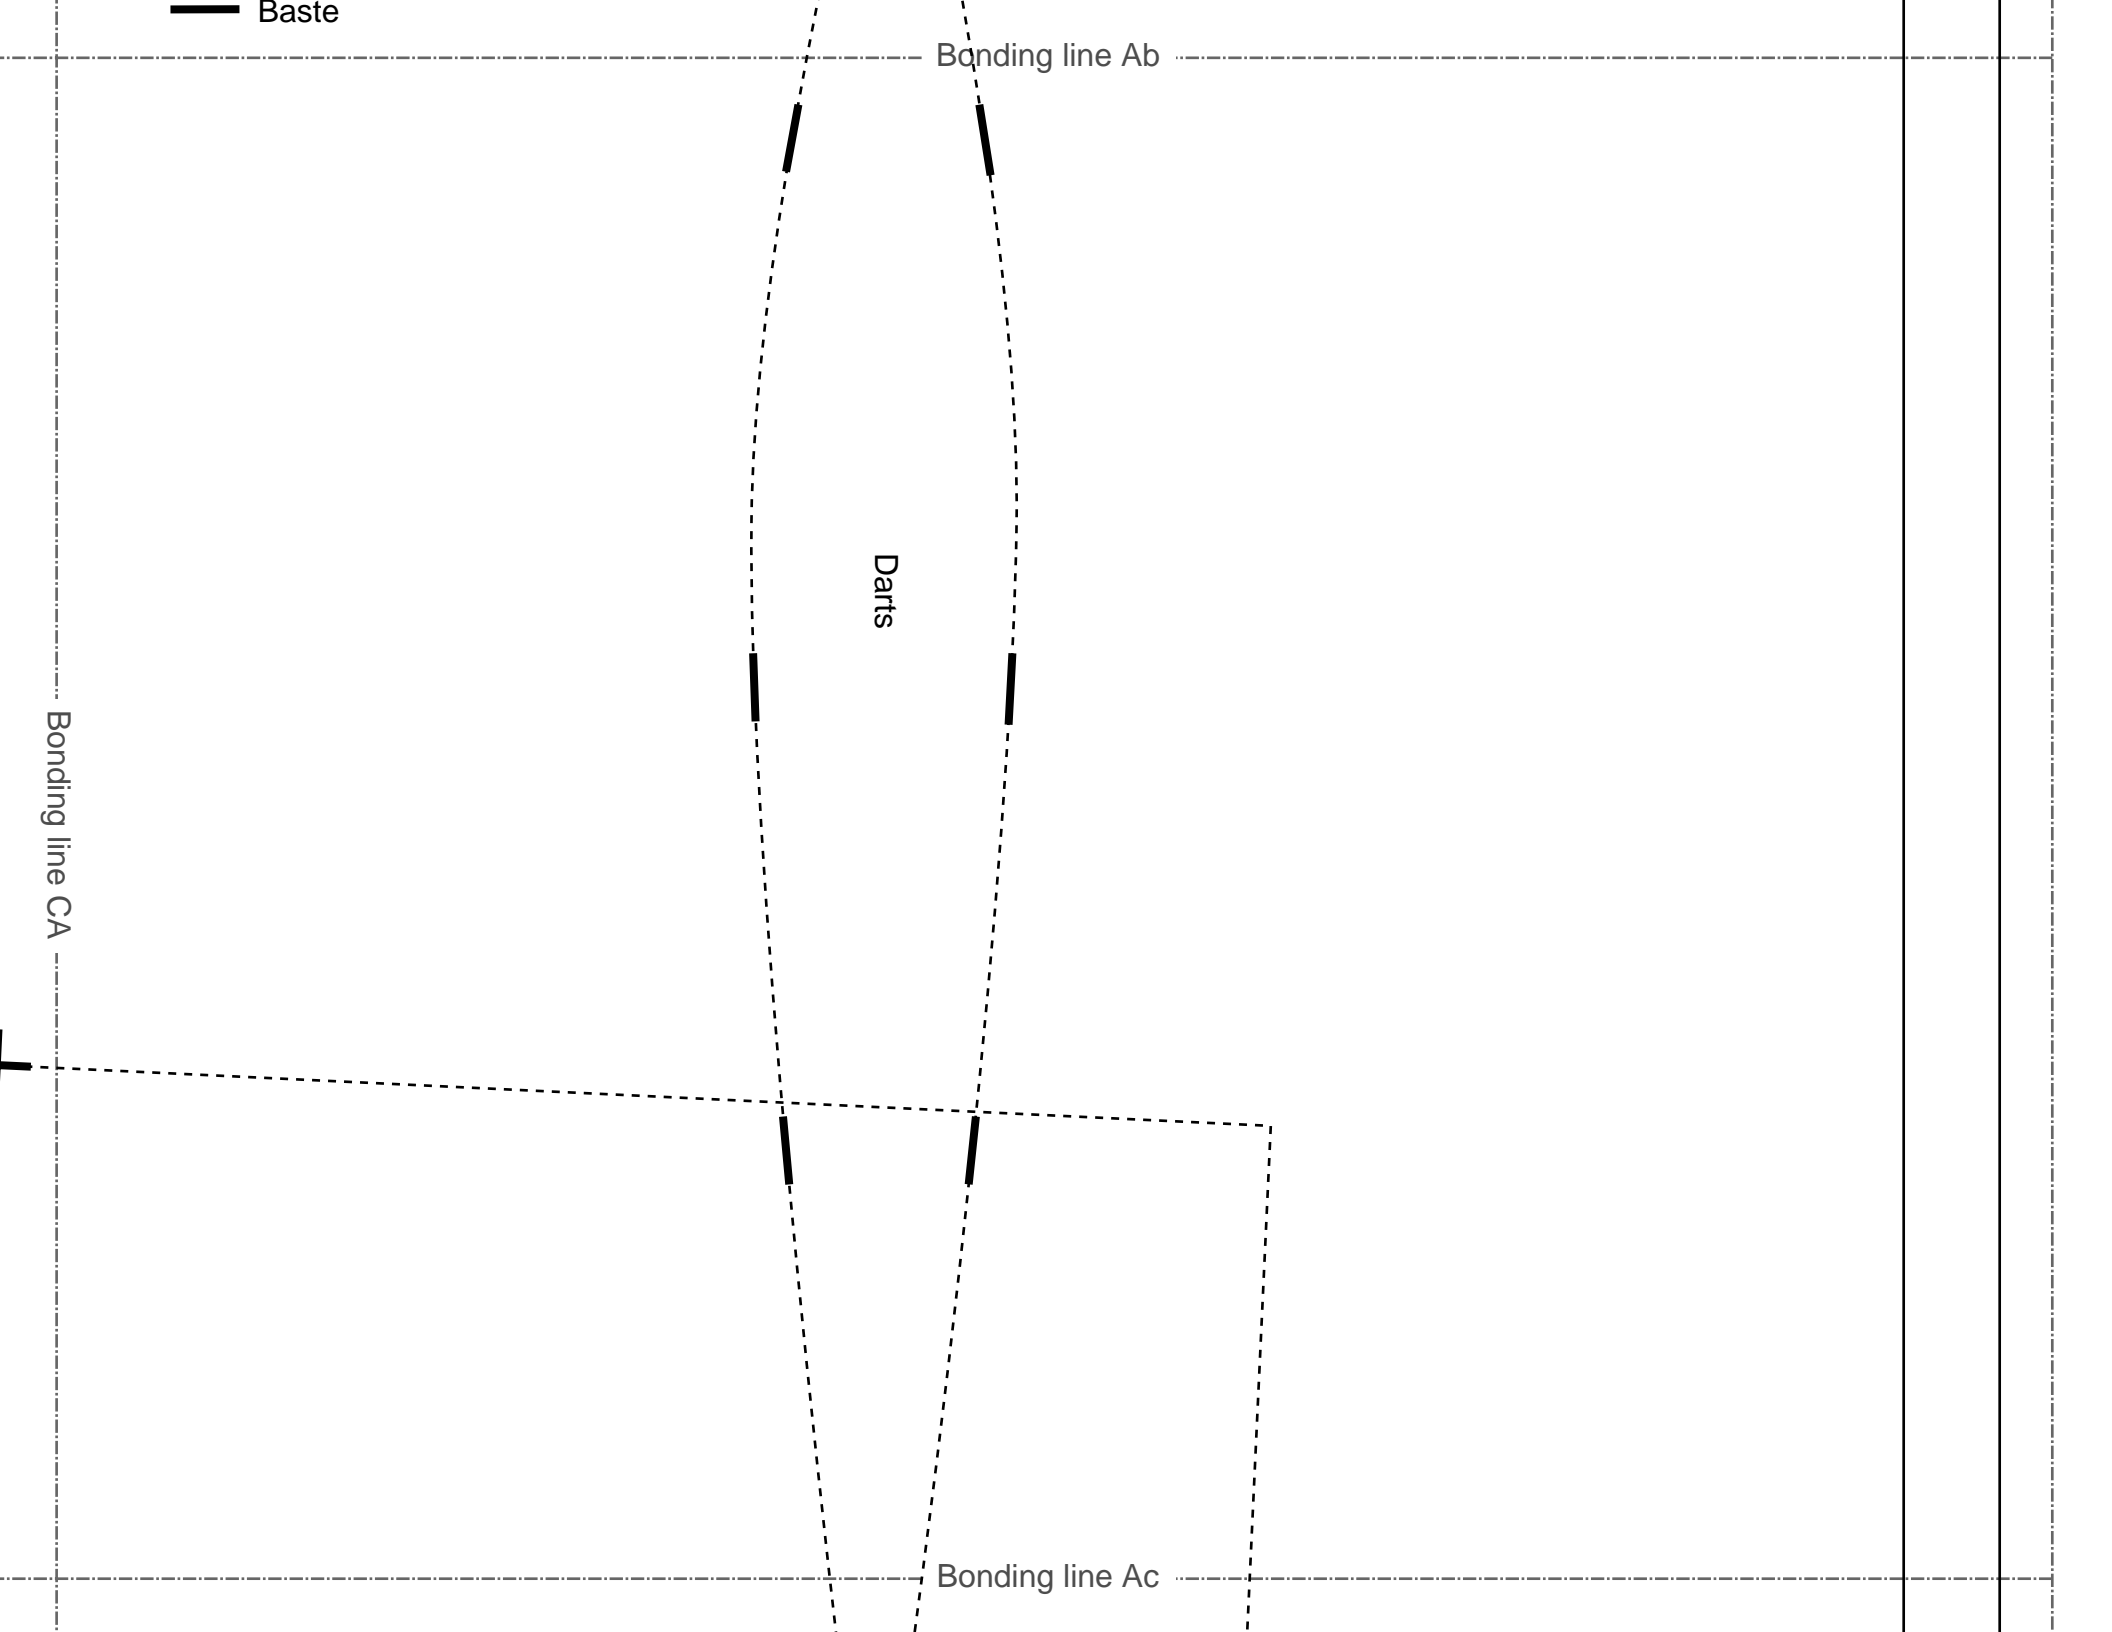 Baste
Bonding line Ab
Darts
Bonding line CA
Bonding line Ac